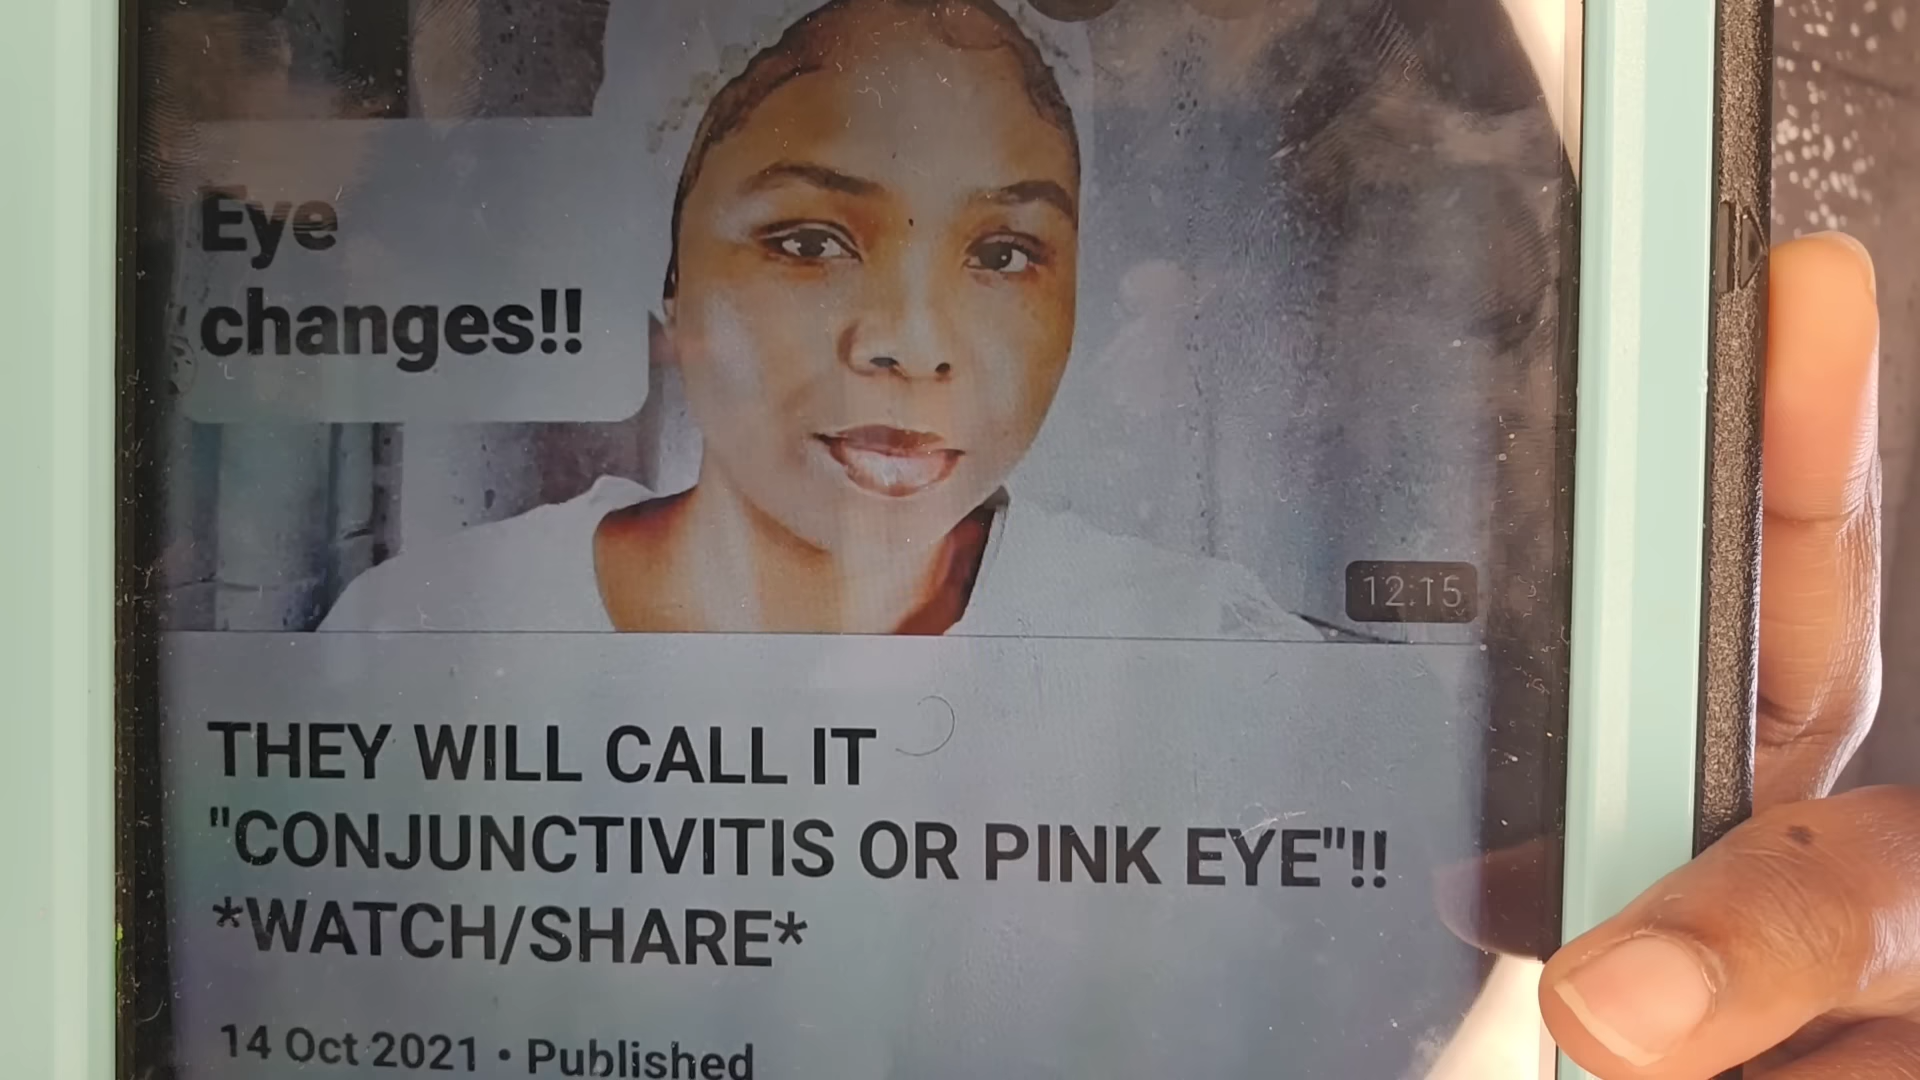 Eye
changes!!
12:15
THEY WILL CALL IT
"CONJUNCTIVITIS OR PINK EYE"!!
*WATCH/SHARE*
14 Oct 2021 • Published